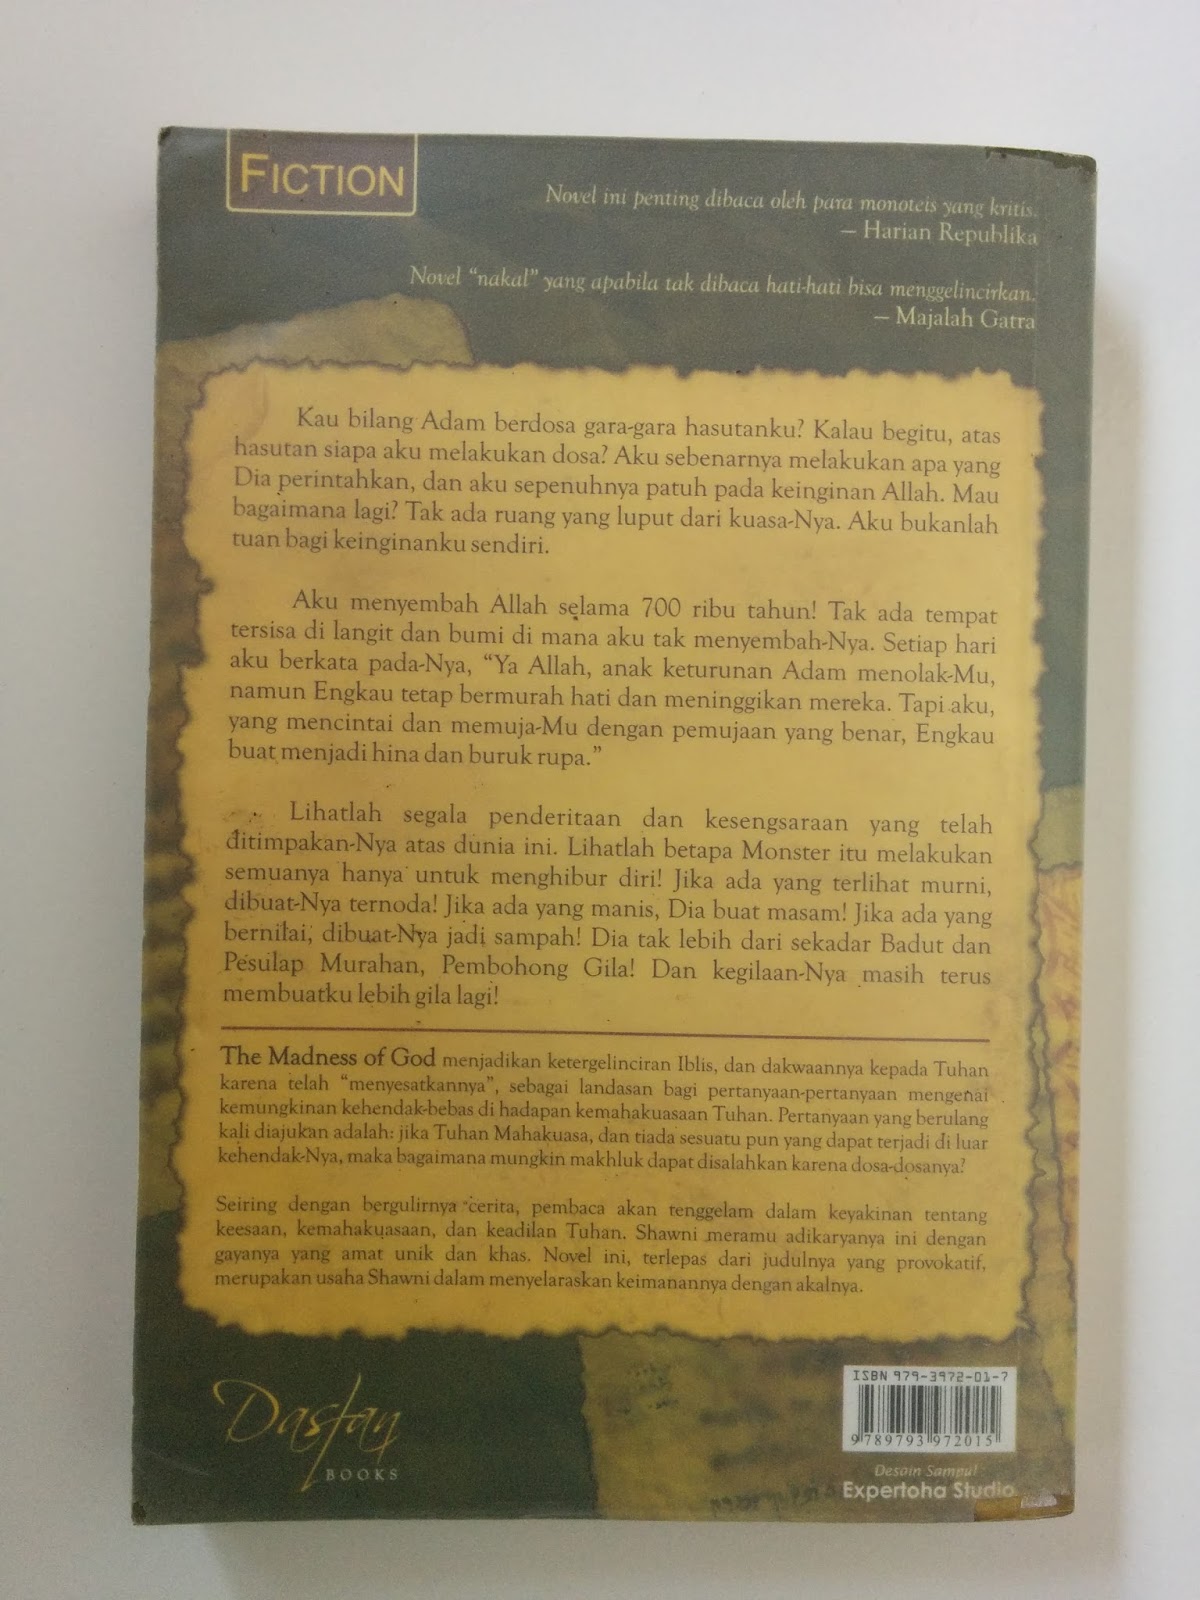 FICTION
Novel ini penting dibaca oleh para monoteis yang kritis.
– Harian Republika
Novel “nakal” yang apabila tak dibaca hati-hati bisa menggelincirkan.
– Majalah Gatra
Kau bilang Adam berdosa gara-gara hasutanku? Kalau begitu, atas
hasutan siapa aku melakukan dosa? Aku sebenarnya melakukan apa yang
Dia perintahkan, dan aku sepenuhnya patuh pada keinginan Allah. Mau
bagaimana lagi? Tak ada ruang yang luput dari kuasa-Nya. Aku bukanlah
tuan bagi keinginanku sendiri.
Aku menyembah Allah selama 700 ribu tahun! Tak ada tempat
tersisa di langit dan bumi di mana aku tak menyembah-Nya. Setiap hari
aku berkata pada-Nya, “Ya Allah, anak keturunan Adam menolak-Mu,
namun Engkau tetap bermurah hati dan meninggikan mereka. Tapi aku,
yang mencintai dan memuja-Mu dengan pemujaan yang benar, Engkau
buat menjadi hina dan buruk rupa.”
Lihatlah segala penderitaan dan kesengsaraan yang telah
ditimpakan-Nya atas dunia ini. Lihatlah betapa Monster itu melakukan
semuanya hanya untuk menghibur diri! Jika ada yang terlihat murni,
dibuat-Nya ternoda! Jika ada yang manis, Dia buat masam! Jika ada yang
bernilai, dibuat-Nya jadi sampah! Dia tak lebih dari sekadar Badut dan
Pesulap Murahan, Pembohong Gila! Dan kegilaan-Nya masih terus
membuatku lebih gila lagi!
The Madness of God menjadikan ketergelinciran Iblis, dan dakwaannya kepada Tuhan
karena telah “menyesatkannya”, sebagai landasan bagi pertanyaan-pertanyaan mengenai
kemungkinan kehendak-bebas di hadapan kemahakuasaan Tuhan. Pertanyaan yang berulang
kali diajukan adalah: jika Tuhan Mahakuasa, dan tiada sesuatu pun yang dapat terjadi di luar
kehendak-Nya, maka bagaimana mungkin makhluk dapat disalahkan karena dosa-dosanya?
Seiring dengan bergulirnya cerita, pembaca akan tenggelam dalam keyakinan tentang
keesaan, kemahakuasaan, dan keadilan Tuhan. Shawni meramu adikaryanya ini dengan
gayanya yang amat unik dan khas. Novel ini, terlepas dari judulnya yang provokatif,
merupakan usaha Shawni dalam menyelaraskan keimanannya dengan akalnya.
Dastan
BOOKS
ISBN 979-3972-01-7
9 789793 972015
Desain Sampul
Expertoha Studio